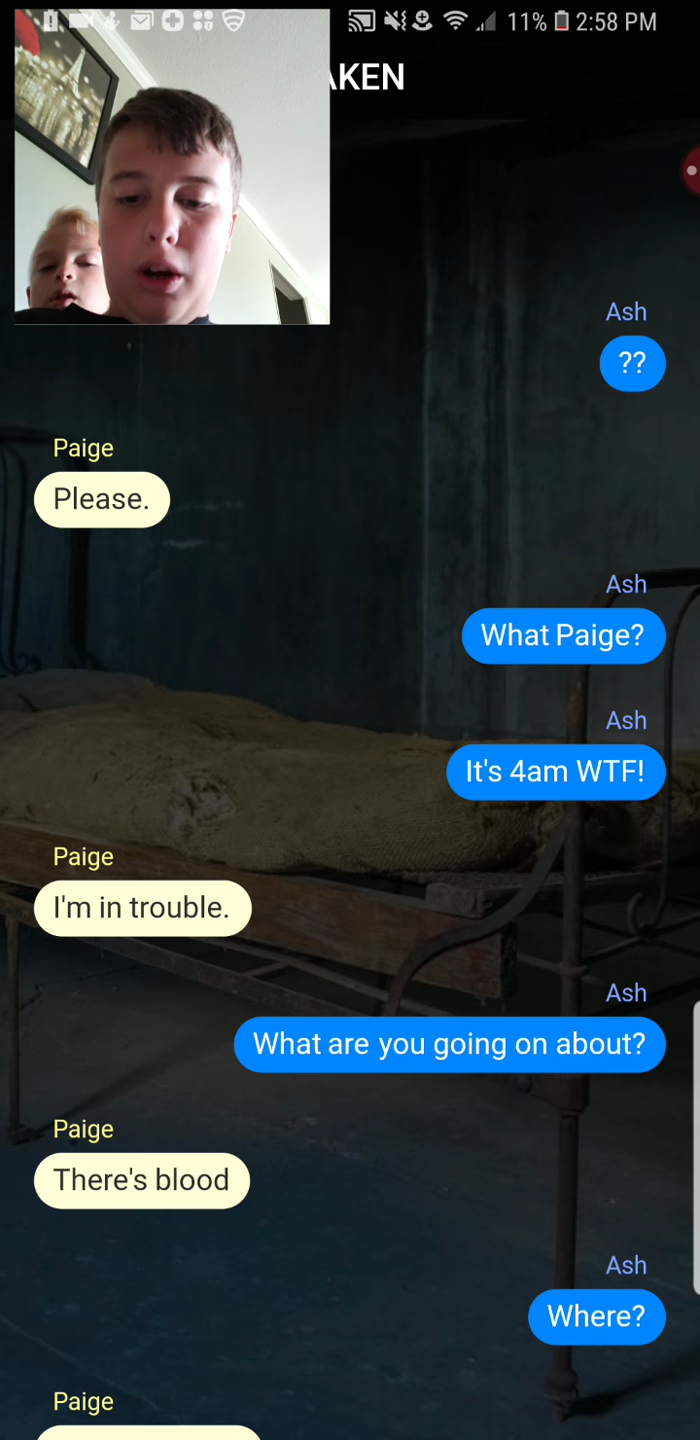 11% 2:58 PM
AKEN
Ash
??
Paige
Please.
Ash
What Paige?
Ash
It's 4am WTF!
Paige
I'm in trouble.
Ash
What are you going on about?
Paige
There's blood
Ash
Where?
Paige